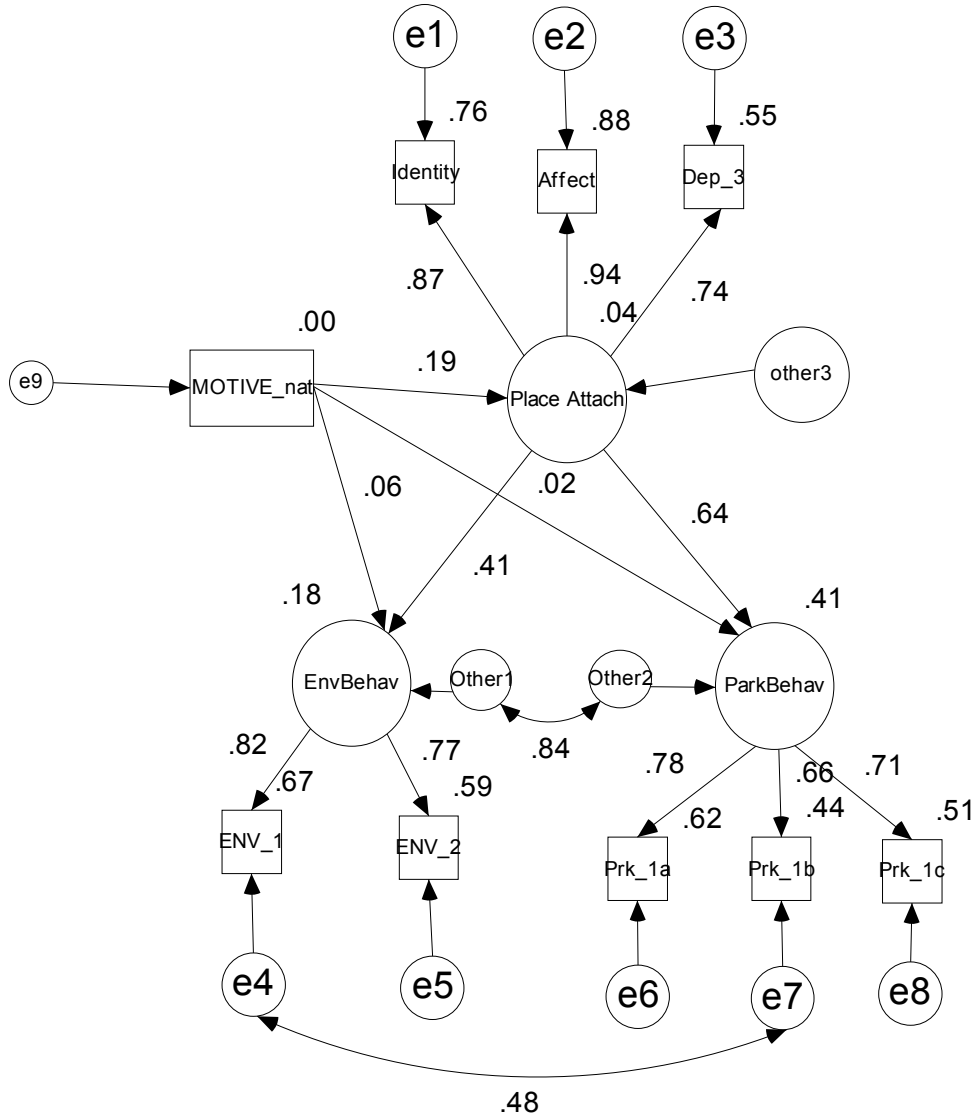 e1
e2
e3
.76
.88
.55
Identity
Affect
Dep_3
.87
.94
.74
.04
.00
.19
e9
MOTIVE_nat
Place Attach
other3
.06
.02
.64
.41
.18
.41
EnvBehav
Other1
Other2
ParkBehav
.84
.82
.77
.78
.66
.71
.67
.59
.62
.44
.51
ENV_1
ENV_2
Prk_1a
Prk_1b
Prk_1c
e4
e5
e6
e7
e8
.48